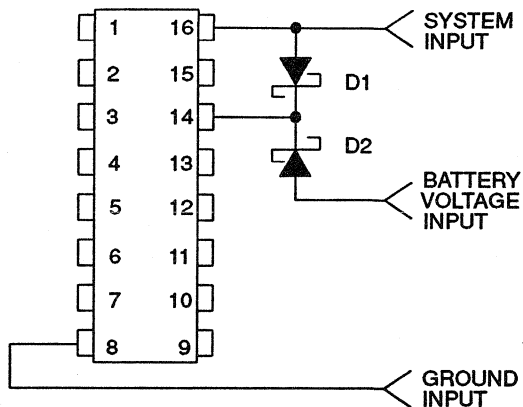 1 16
2 15
3 14
4 13
5 12
6 11
7 10
8 9
SYSTEM
INPUT
D1
D2
BATTERY
VOLTAGE
INPUT
GROUND
INPUT